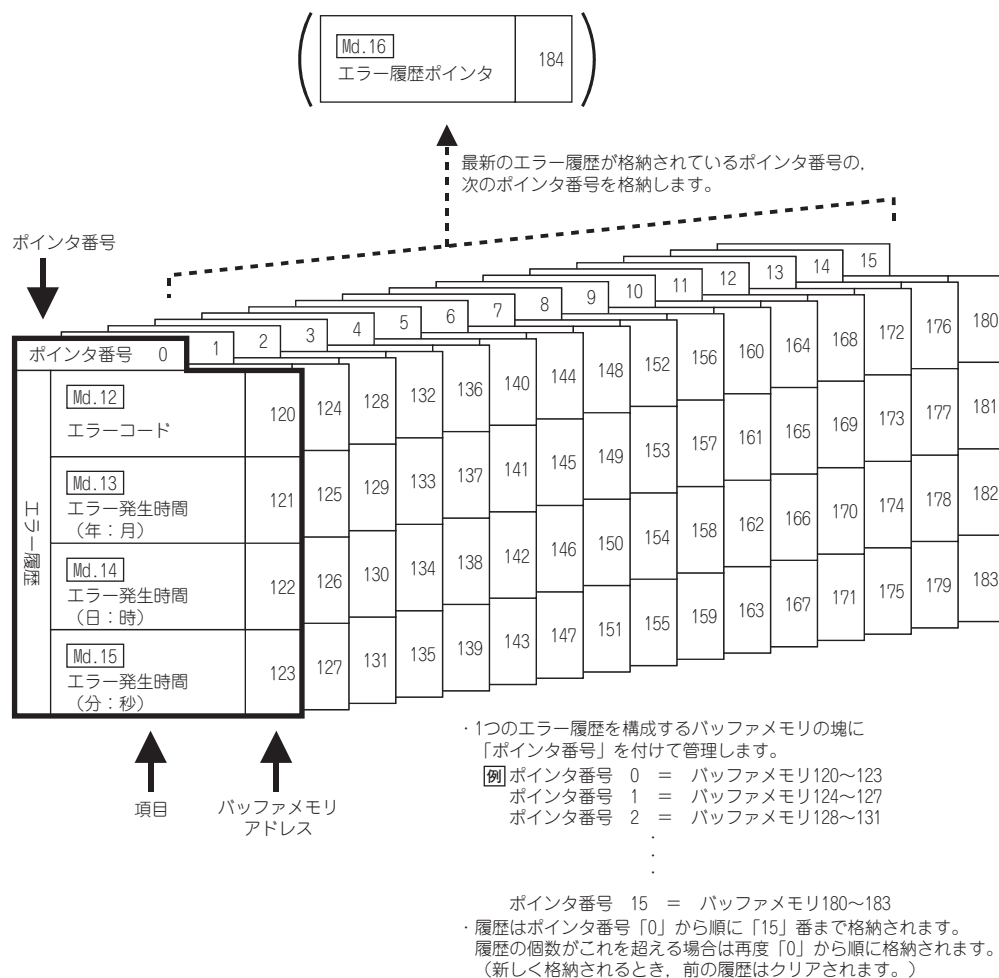 Md.16
エラー履歴ポインタ
184
最新のエラー履歴が格納されているポインタ番号の，
次のポインタ番号を格納します。
ポインタ番号
ポインタ番号 0
1
2
3
4
5
6
7
8
9
10
11
12
13
14
15
エラー履歴
Md.12
エラーコード
120 124 128 132 136 140 144 148 152 156 160 164 168 172 176 180
Md.13
エラー発生時間
（年：月）
121 125 129 133 137 141 145 149 153 157 161 165 169 173 177 181
Md.14
エラー発生時間
（日：時）
122 126 130 134 138 142 146 150 154 158 162 166 170 174 178 182
Md.15
エラー発生時間
（分：秒）
123 127 131 135 139 143 147 151 155 159 163 167 171 175 179 183
項目
バッファメモリ
アドレス
・1つのエラー履歴を構成するバッファメモリの塊に
「ポインタ番号」を付けて管理します。
例 ポインタ番号 0 ＝ バッファメモリ120～123
ポインタ番号 1 ＝ バッファメモリ124～127
ポインタ番号 2 ＝ バッファメモリ128～131
・
・
・
ポインタ番号 15 ＝ バッファメモリ180～183
・履歴はポインタ番号「0」から順に「15」番まで格納されます。
履歴の個数がこれを超える場合は再度「0」から順に格納されます。
（新しく格納されるとき，前の履歴はクリアされます。）